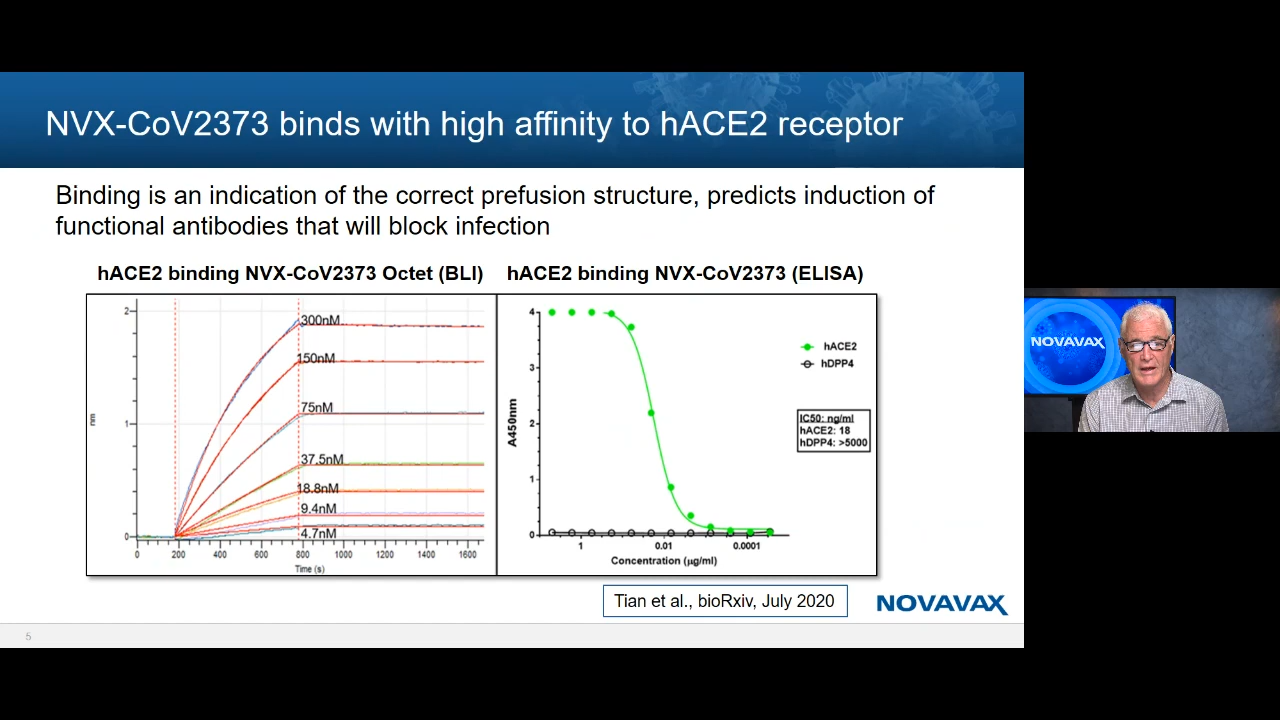 NVX-CoV2373 binds with high affinity to hACE2 receptor
Binding is an indication of the correct prefusion structure, predicts induction of
functional antibodies that will block infection
hACE2 binding NVX-CoV2373 Octet (BLI)
2
1
0
nm
300nM
150nM
75nM
37.5nM
18.8nM
9.4nM
4.7nM
0 200 400 600 800 1000 1200 1400 1600
Time (s)
hACE2 binding NVX-CoV2373 (ELISA)
4
3
2
1
0
A450nm
hACE2
hDPP4
IC50: ng/ml
hACE2: 18
hDPP4: >5000
1 0.01 0.0001
Concentration (µg/ml)
Tian et al., bioRxiv, July 2020
NOVAVAX
5
NOVAVAX